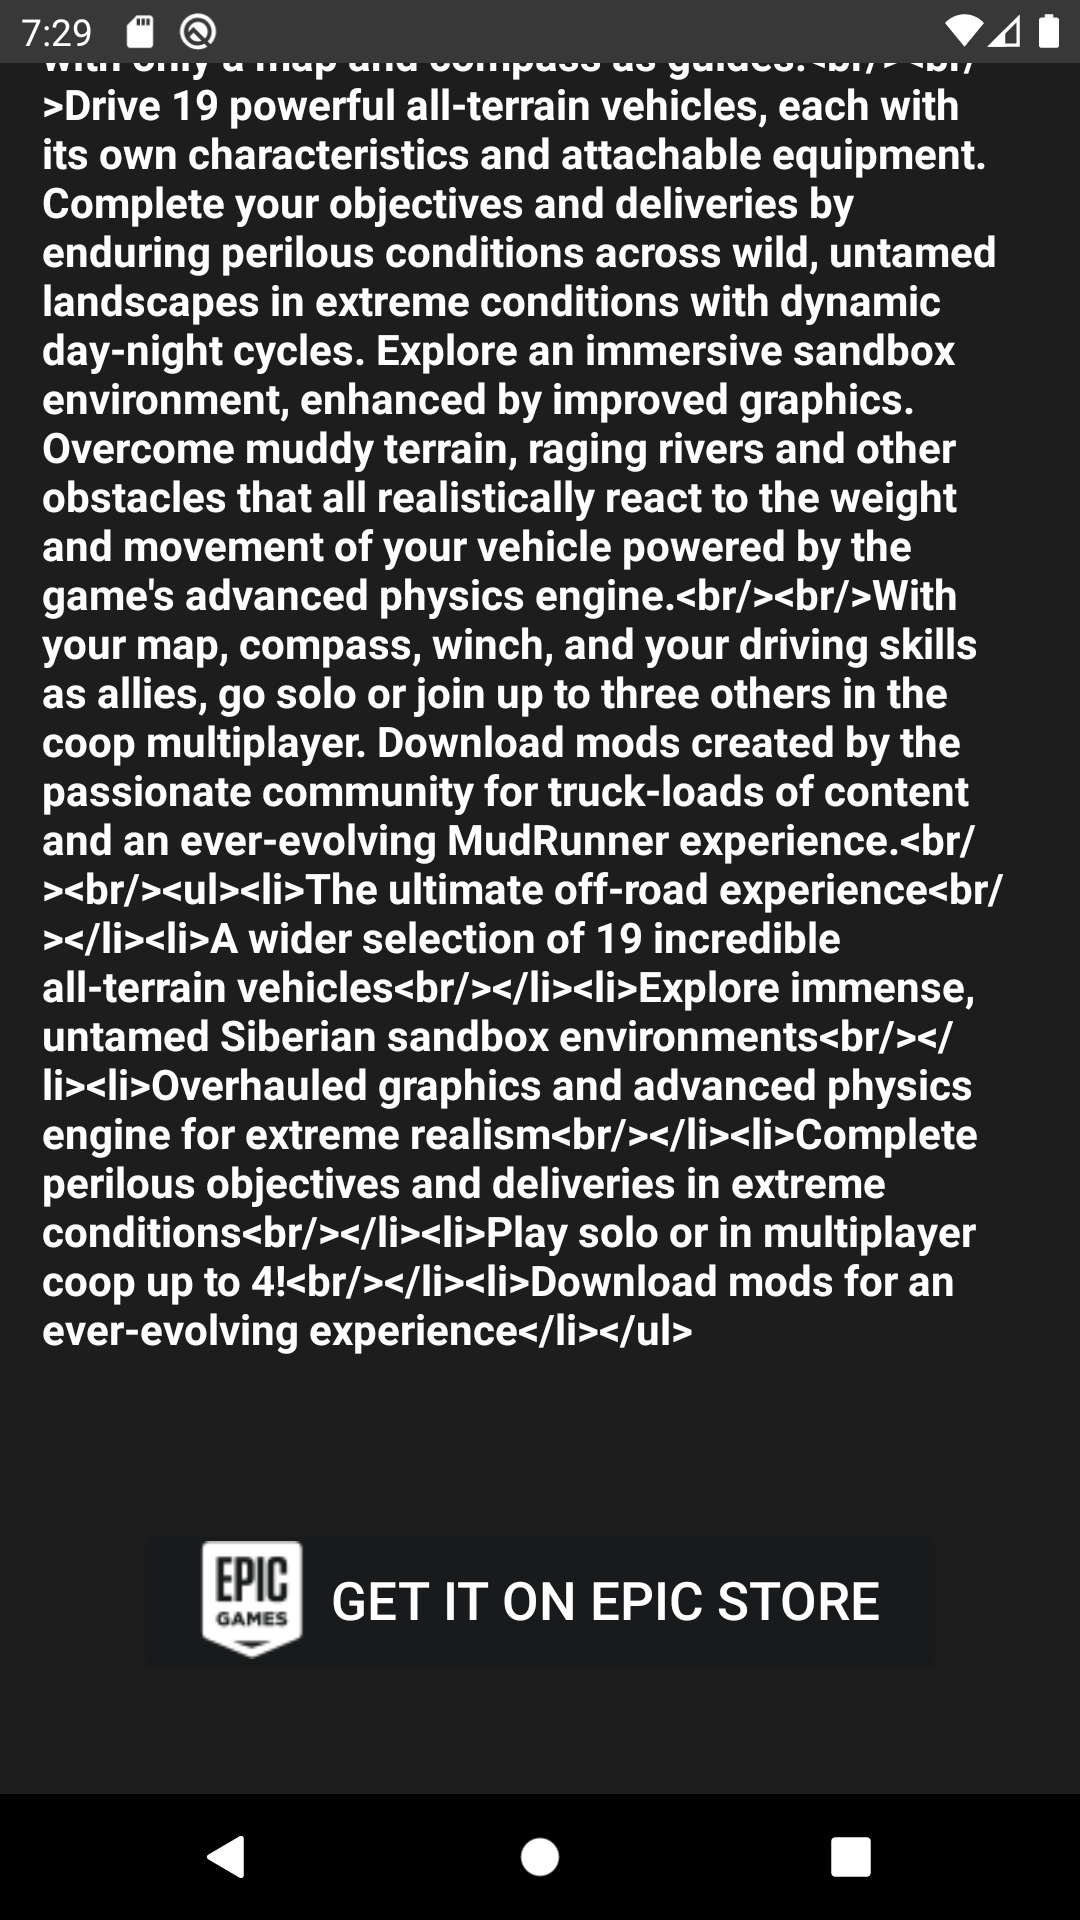 7:29
with only a map and compass as guides.<br/><br/
>Drive 19 powerful all-terrain vehicles, each with
its own characteristics and attachable equipment.
Complete your objectives and deliveries by
enduring perilous conditions across wild, untamed
landscapes in extreme conditions with dynamic
day-night cycles. Explore an immersive sandbox
environment, enhanced by improved graphics.
Overcome muddy terrain, raging rivers and other
obstacles that all realistically react to the weight
and movement of your vehicle powered by the
game's advanced physics engine.<br/><br/>With
your map, compass, winch, and your driving skills
as allies, go solo or join up to three others in the
coop multiplayer. Download mods created by the
passionate community for truck-loads of content
and an ever-evolving MudRunner experience.<br/
><br/><ul><li>The ultimate off-road experience<br/
></li><li>A wider selection of 19 incredible
all-terrain vehicles<br/></li><li>Explore immense,
untamed Siberian sandbox environments<br/></
li><li>Overhauled graphics and advanced physics
engine for extreme realism<br/></li><li>Complete
perilous objectives and deliveries in extreme
conditions<br/></li><li>Play solo or in multiplayer
coop up to 4!<br/></li><li>Download mods for an
ever-evolving experience</li></ul>
EPIC
GAMES
GET IT ON EPIC STORE